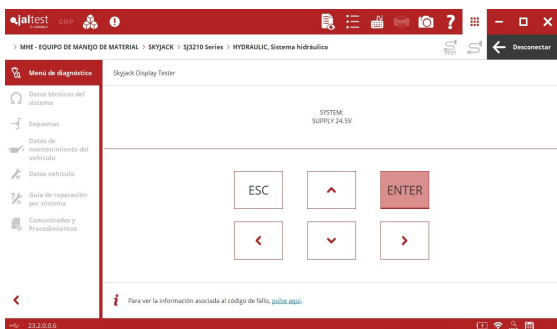 jaltest GRP
> MHE - EQUIPO DE MANEJO DE MATERIAL > SKYJACK > SJ3210 Series > HYDRAULIC, Sistema hidráulico
TEST
Desconectar
Menú de diagnóstico
Skyjack Display Tester
Datos técnicos del
sistema
Esquemas
Datos de
mantenimiento del
vehículo
Datos vehículo
Guía de reparación
por síntoma
Comunicados y
Procedimientos
SYSTEM:
SUPPLY 24.5V
ESC
ENTER
Para ver la información asociada al código de fallo, pulse aquí.
23.2.0.0.6